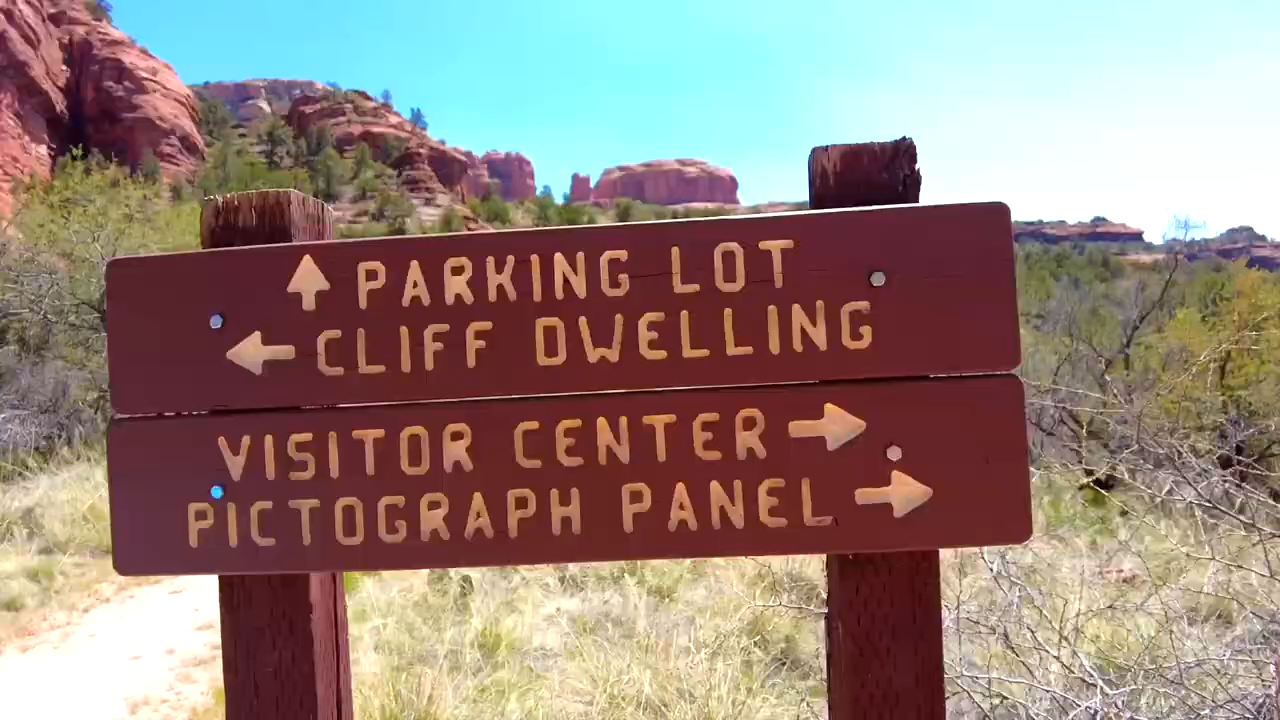 PARKING LOT
CLIFF DWELLING
VISITOR CENTER
PICTOGRAPH PANEL